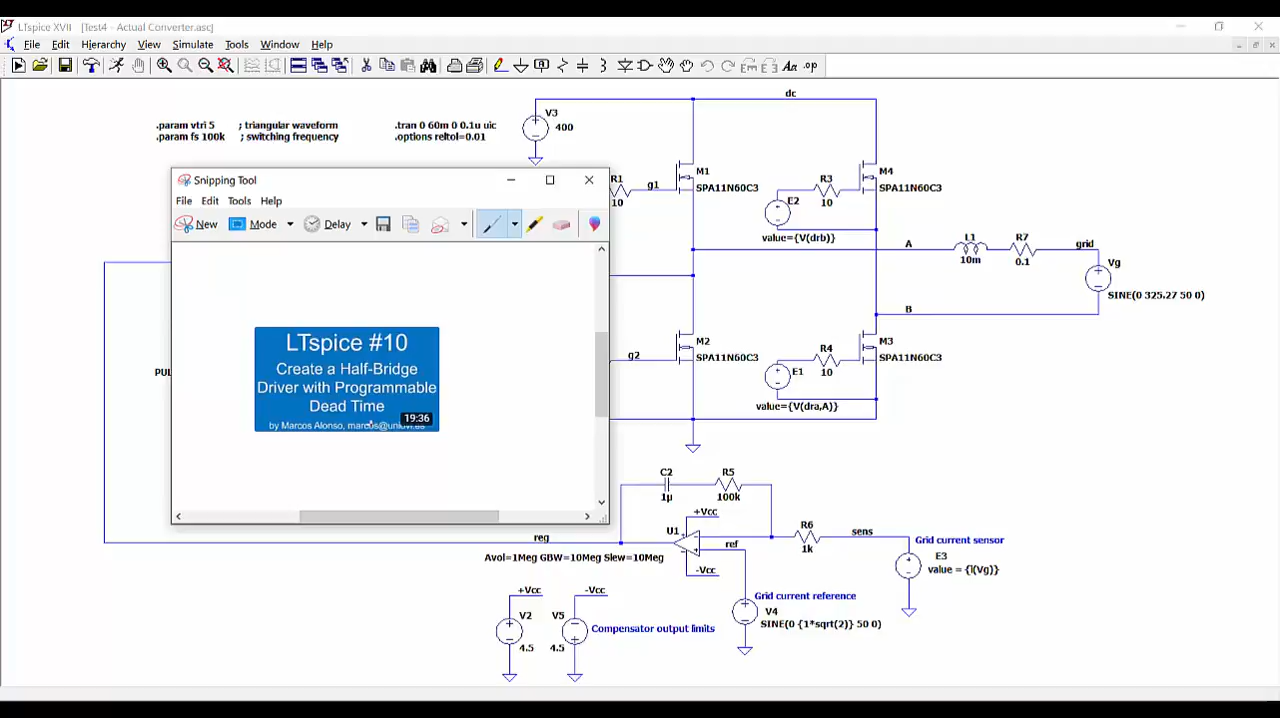 LTspice XVII - [Test4 - Actual Converter.asc]
File Edit Hierarchy View Simulate Tools Window Help
.param vtri 5 ; triangular waveform
.param fs 100k ; switching frequency
.tran 0 60m 0 0.1u uic
.options reltol=0.01
V3
400
dc
Snipping Tool
File Edit Tools Help
New Mode Delay
LTspice #10
Create a Half-Bridge
Driver with Programmable
Dead Time
19:36
by Marcos Alonso, marcos@uniovi.es
R1
10
g1
M1
SPA11N60C3
E2
R3
10
value={V(drb)}
M4
SPA11N60C3
A
L1
10m
R7
0.1
grid
Vg
SINE(0 325.27 50 0)
B
PUL
g2
M2
SPA11N60C3
E1
R4
10
value={V(dra,A)}
M3
SPA11N60C3
C2
1µ
R5
100k
reg
U1
+Vcc
ref
-Vcc
Avol=1Meg GBW=10Meg Slew=10Meg
R6
1k
sens
Grid current sensor
E3
value = {I(Vg)}
Grid current reference
V4
SINE(0 {1*sqrt(2)} 50 0)
+Vcc
V2
4.5
-Vcc
V5
4.5
Compensator output limits